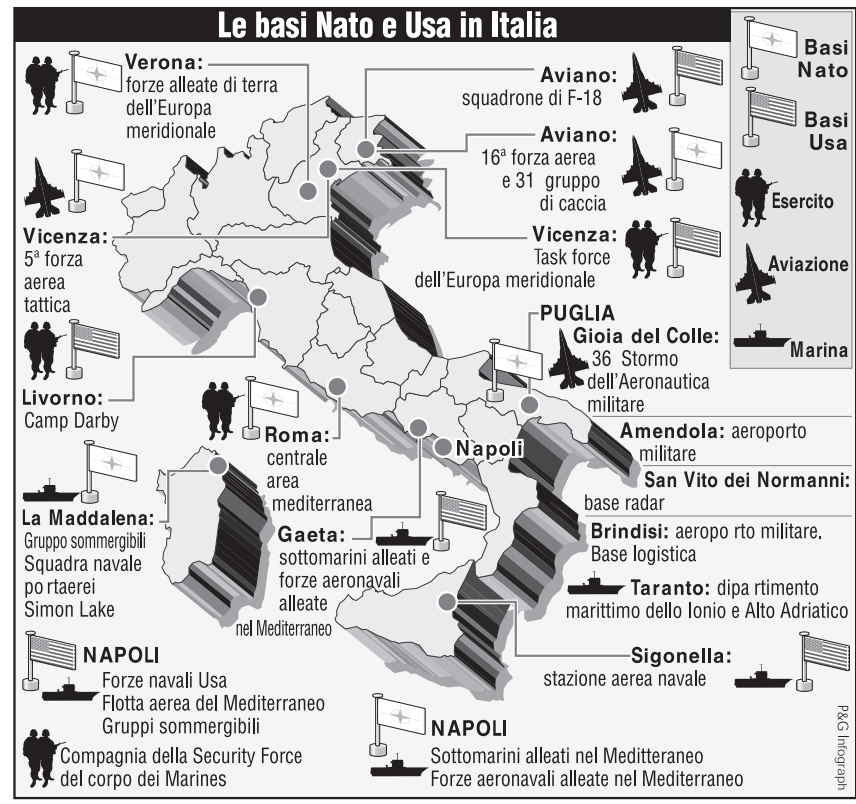 Le basi Nato e Usa in Italia
Verona:
forze alleate di terra
dell'Europa
meridionale
Vicenza:
5ª forza
aerea
tattica
Livorno:
Camp Darby
Roma:
centrale
area
mediterranea
La Maddalena:
Gruppo sommergibili
Squadra navale
po rtaerei
Simon Lake
Gaeta:
sottomarini alleati e
forze aeronavali
alleate
nel Mediterraneo
Napoli
Aviano:
squadrone di F-18
Aviano:
16ª forza aerea
e 31 gruppo
di caccia
Vicenza:
Task force
dell'Europa meridionale
Basi
Nato
Basi
Usa
Esercito
Aviazione
Marina
PUGLIA
Gioia del Colle:
36 Stormo
dell'Aeronautica
militare
Amendola: aeroporto
militare
San Vito dei Normanni:
base radar
Brindisi: aeropo rto militare.
Base logistica
Taranto: dipa rtimento
marittimo dello Ionio e Alto Adriatico
Sigonella:
stazione aerea navale
NAPOLI
Forze navali Usa
Flotta aerea del Mediterraneo
Gruppi sommergibili
Compagnia della Security Force
del corpo dei Marines
NAPOLI
Sottomarini alleati nel Meditteraneo
Forze aeronavali alleate nel Mediterraneo
P&G Infograph